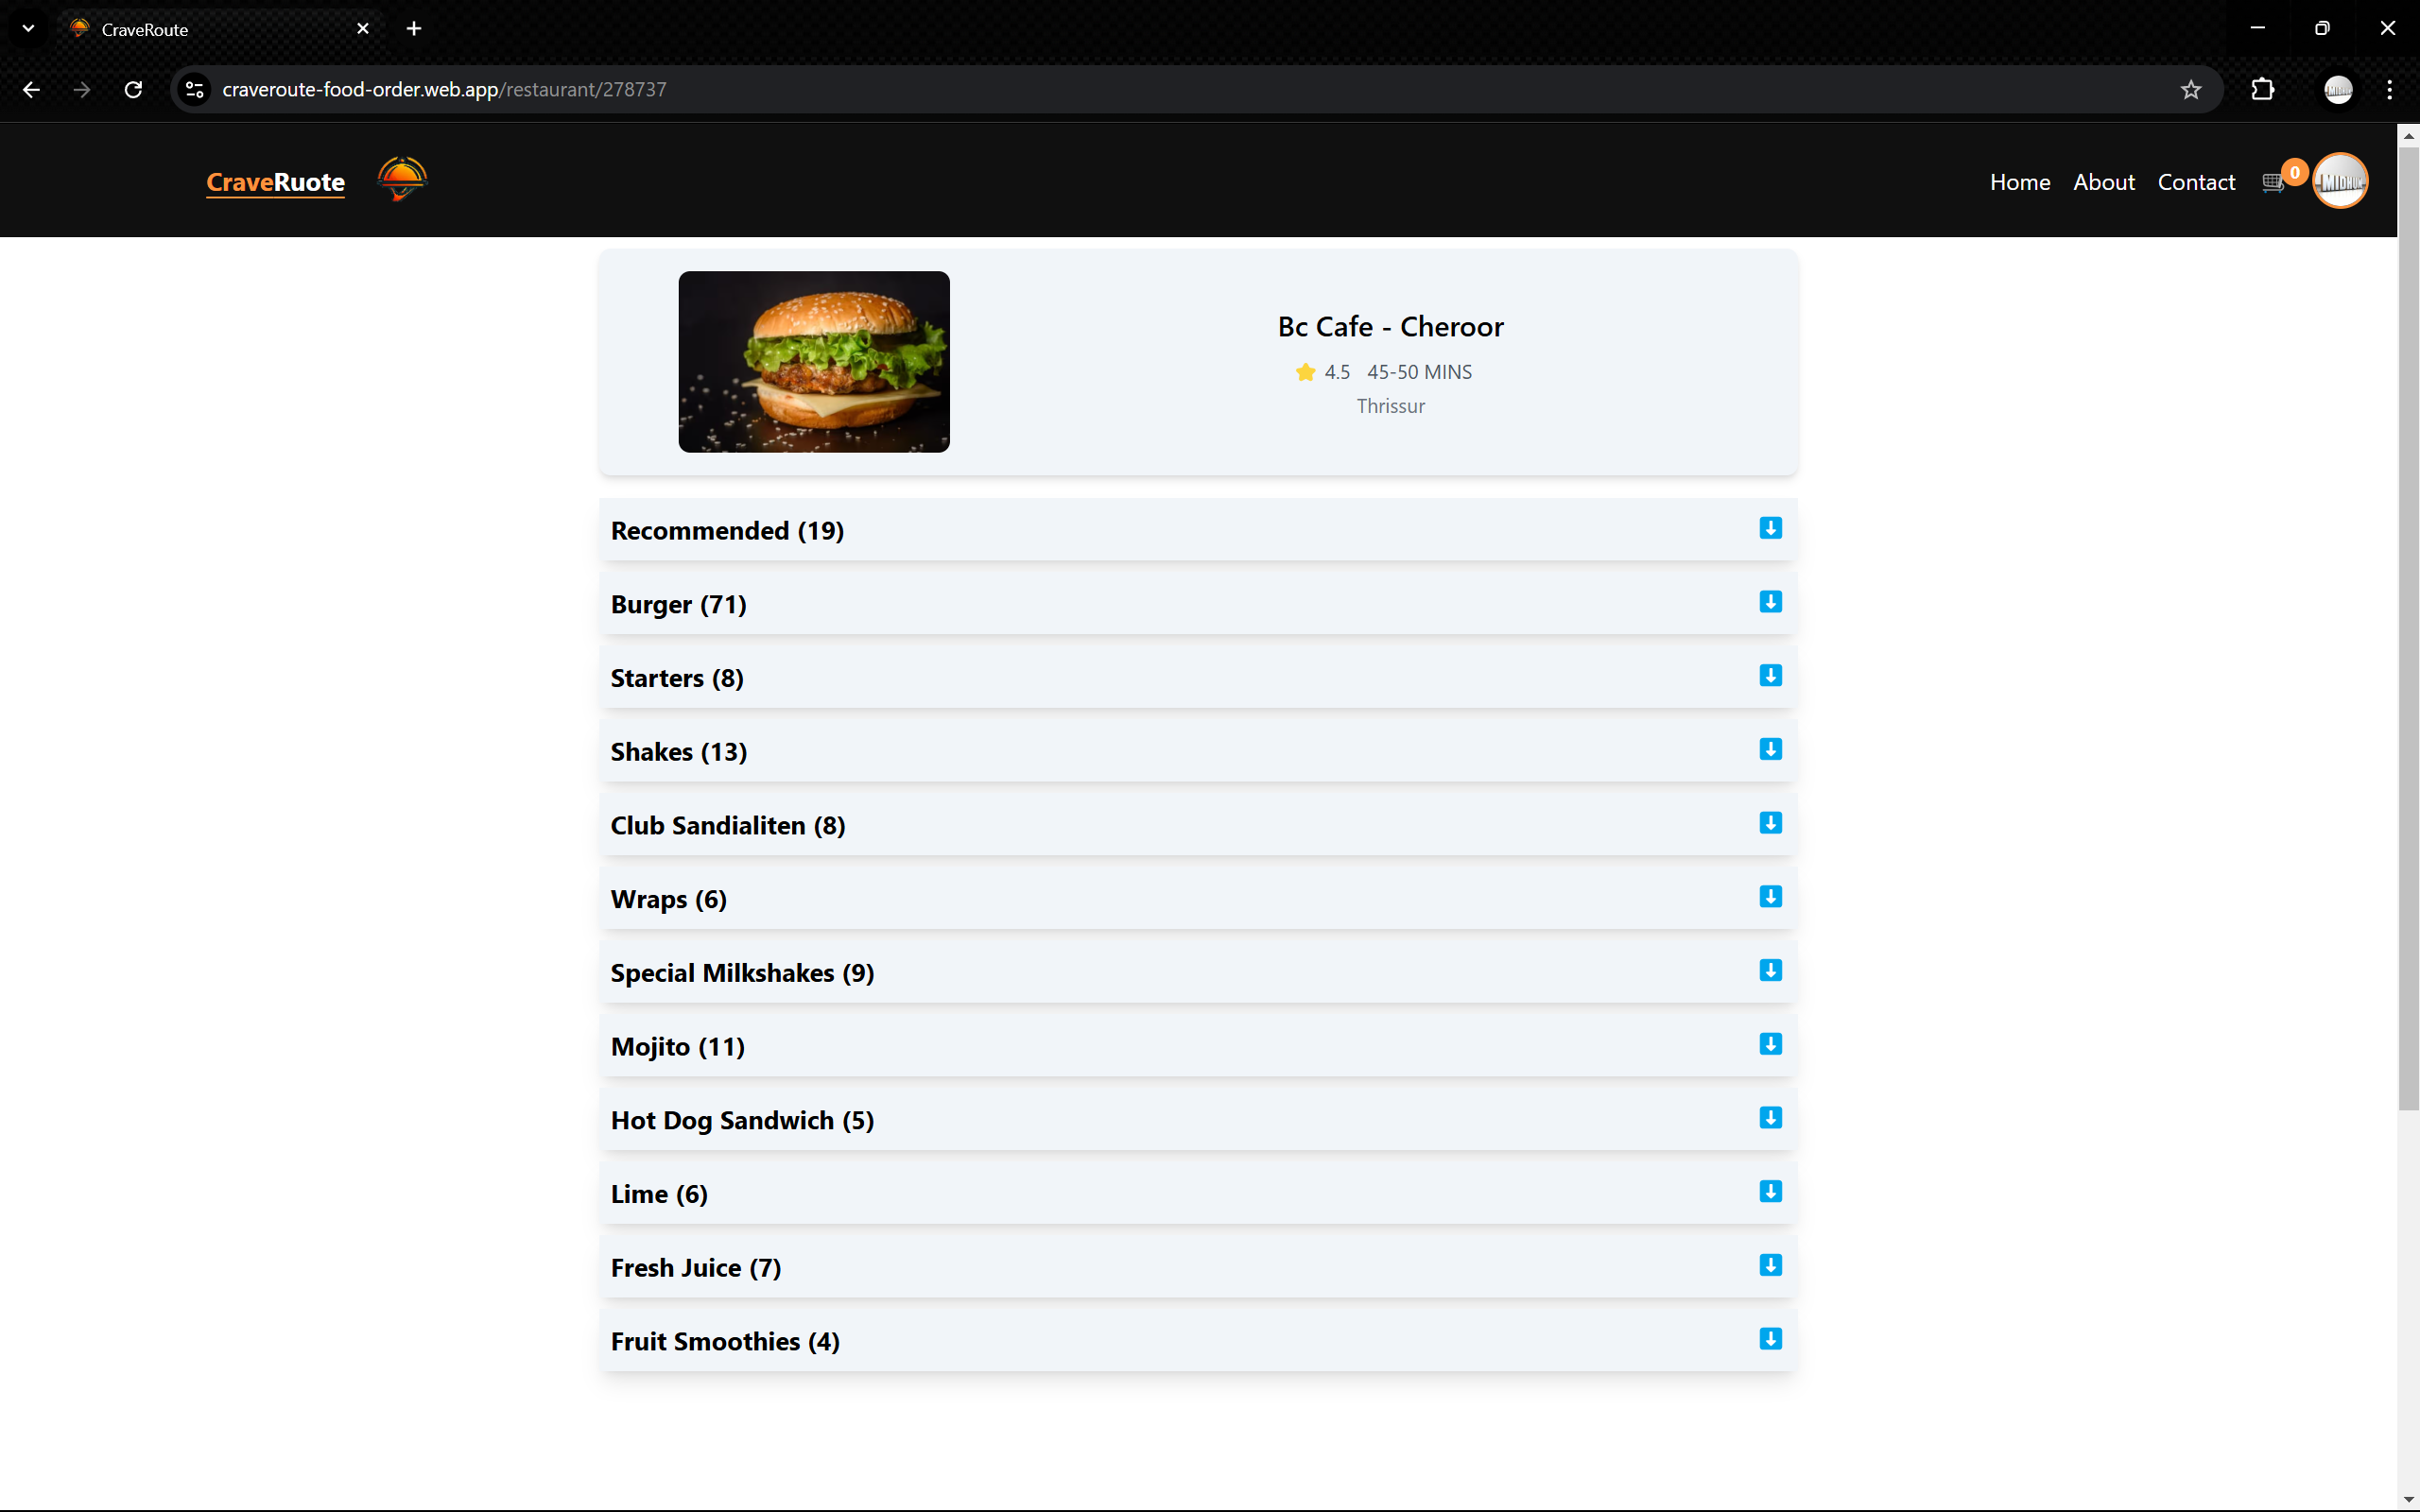 CraveRoute
craveroute-food-order.web.app/restaurant/278737
CraveRuote
Home About Contact 0
Bc Cafe - Cheroor
4.5 45-50 MINS
Thrissur
Recommended (19)
Burger (71)
Starters (8)
Shakes (13)
Club Sandialiten (8)
Wraps (6)
Special Milkshakes (9)
Mojito (11)
Hot Dog Sandwich (5)
Lime (6)
Fresh Juice (7)
Fruit Smoothies (4)